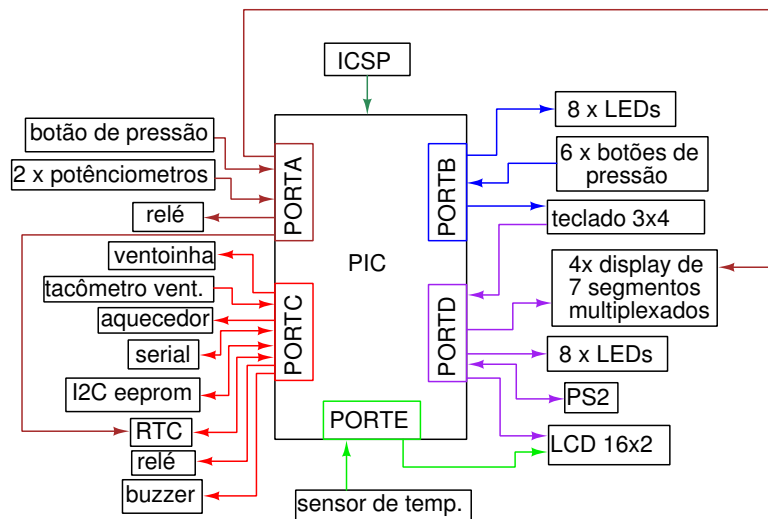 ICSP
botão de pressão
2 x potênciometros
relé
ventoinha
tacômetro vent.
aquecedor
serial
I2C eeprom
RTC
relé
buzzer
PORTA
PORTC
PIC
PORTE
sensor de temp.
PORTB
PORTD
8 x LEDs
6 x botões de
pressão
teclado 3x4
4x display de
7 segmentos
multiplexados
8 x LEDs
PS2
LCD 16x2